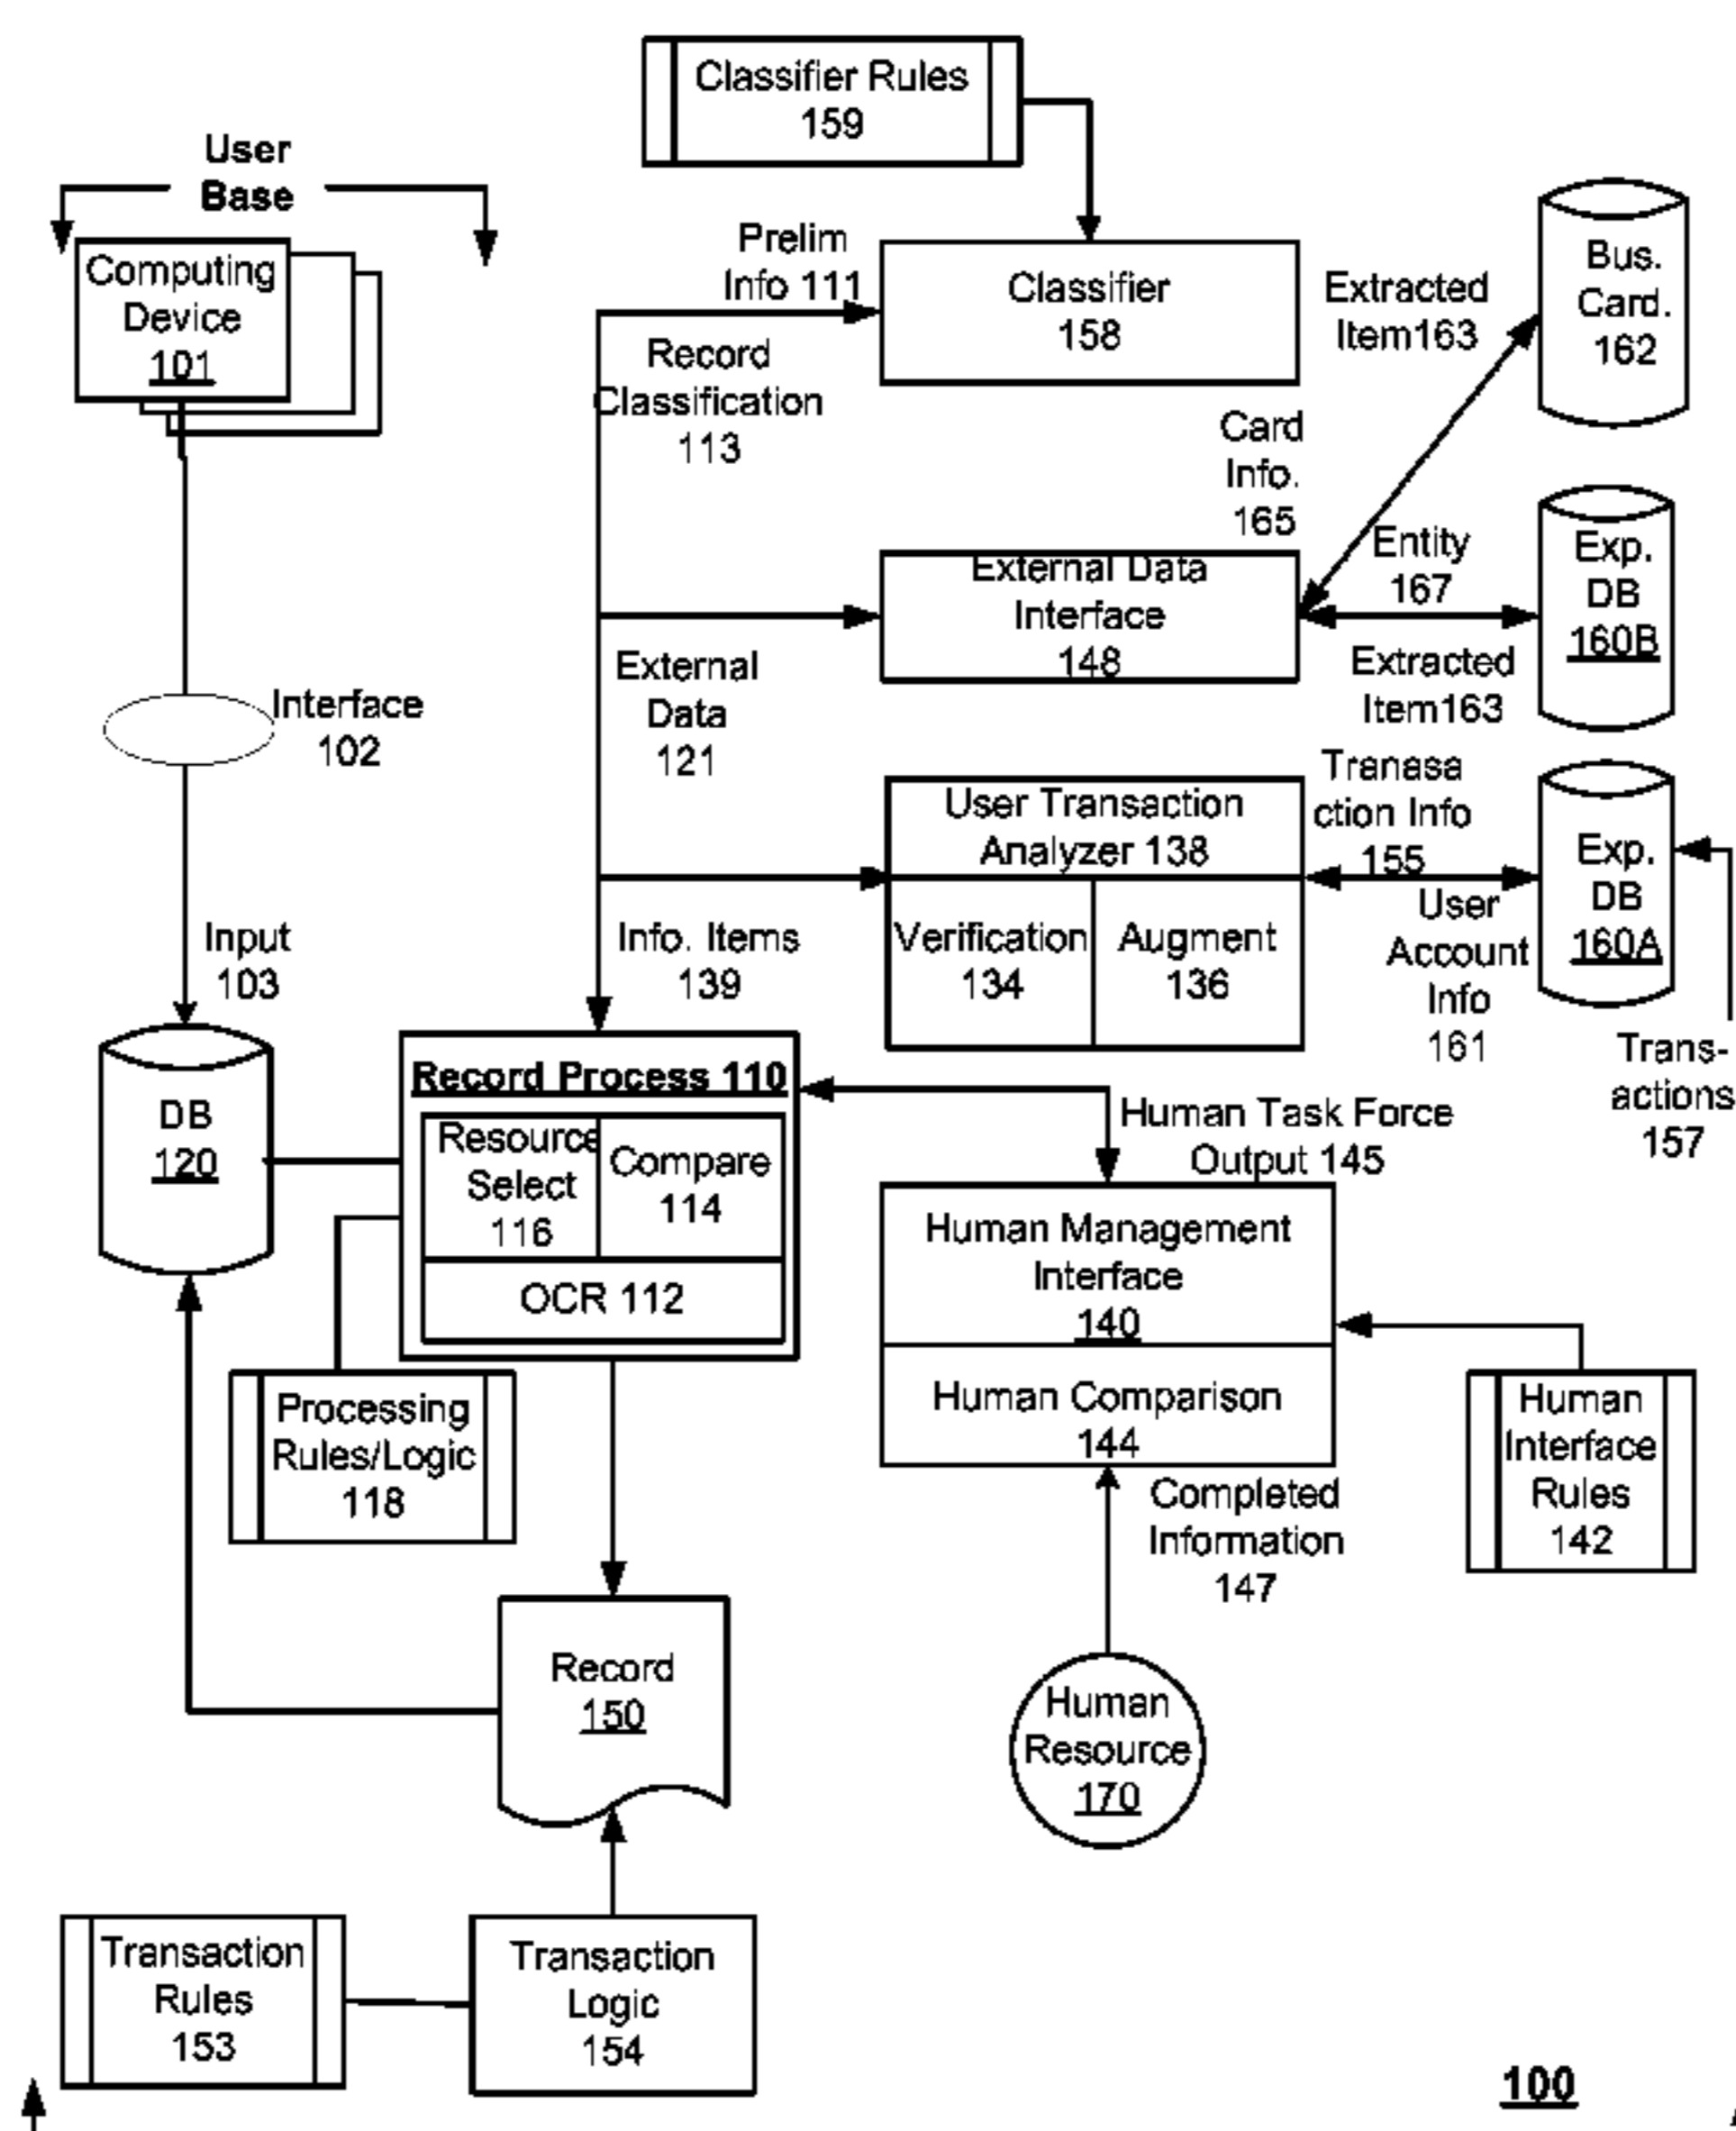 Classifier Rules
159
User
Base
Computing
Device
101
Prelim
Info 111
Classifier
158
Record
Classification
113
Extracted
Item163
Bus.
Card.
162
Card
Info.
165
External Data
Interface
148
Entity
167
Extracted
Item163
Exp.
DB
160B
External
Data
121
Interface
102
User Transaction
Analyzer 138
Verification
134
Augment
136
Tranasa
ction Info
155
User
Account
Info
161
Exp.
DB
160A
Trans-
actions
157
Info. Items
139
Input
103
DB
120
Record Process 110
Resource
Select
116
Compare
114
OCR 112
Human Task Force
Output 145
Human Management
Interface
140
Human Comparison
144
Human
Interface
Rules
142
Processing
Rules/Logic
118
Completed
Information
147
Human
Resource
170
Record
150
Transaction
Rules
153
Transaction
Logic
154
100